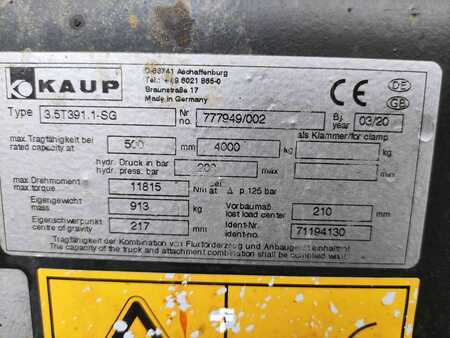 KAUP
D-63741 Aschaffenburg
Tel.: +49 6021 865-0
Braunstraße 17
Made in Germany
CE
DE
GB
Type 3.5T391.1-SG Nr no. 777949/002 Bj year 03/20
als Klammer/for clamp
max. Tragfähigkeit bei
rated capacity at 500 mm 4000 kg mm kg
hydr. Druck in bar
hydr. press. bar 200 max.
max. Drehmoment
max. torque 11815 Nm bei at Δ p.125 bar
Eigengewicht
mass 913 kg Vorbaumaß
lost load center 210 mm
Eigenschwerpunkt
centre of gravity 217 mm Ident-Nr.
ident-no. 71194130
Tragfähigkeit der Kombination von Flurförderzeug und Anbaugerät einhalten!
The capacity of the truck and attachment combination shall be complied with.